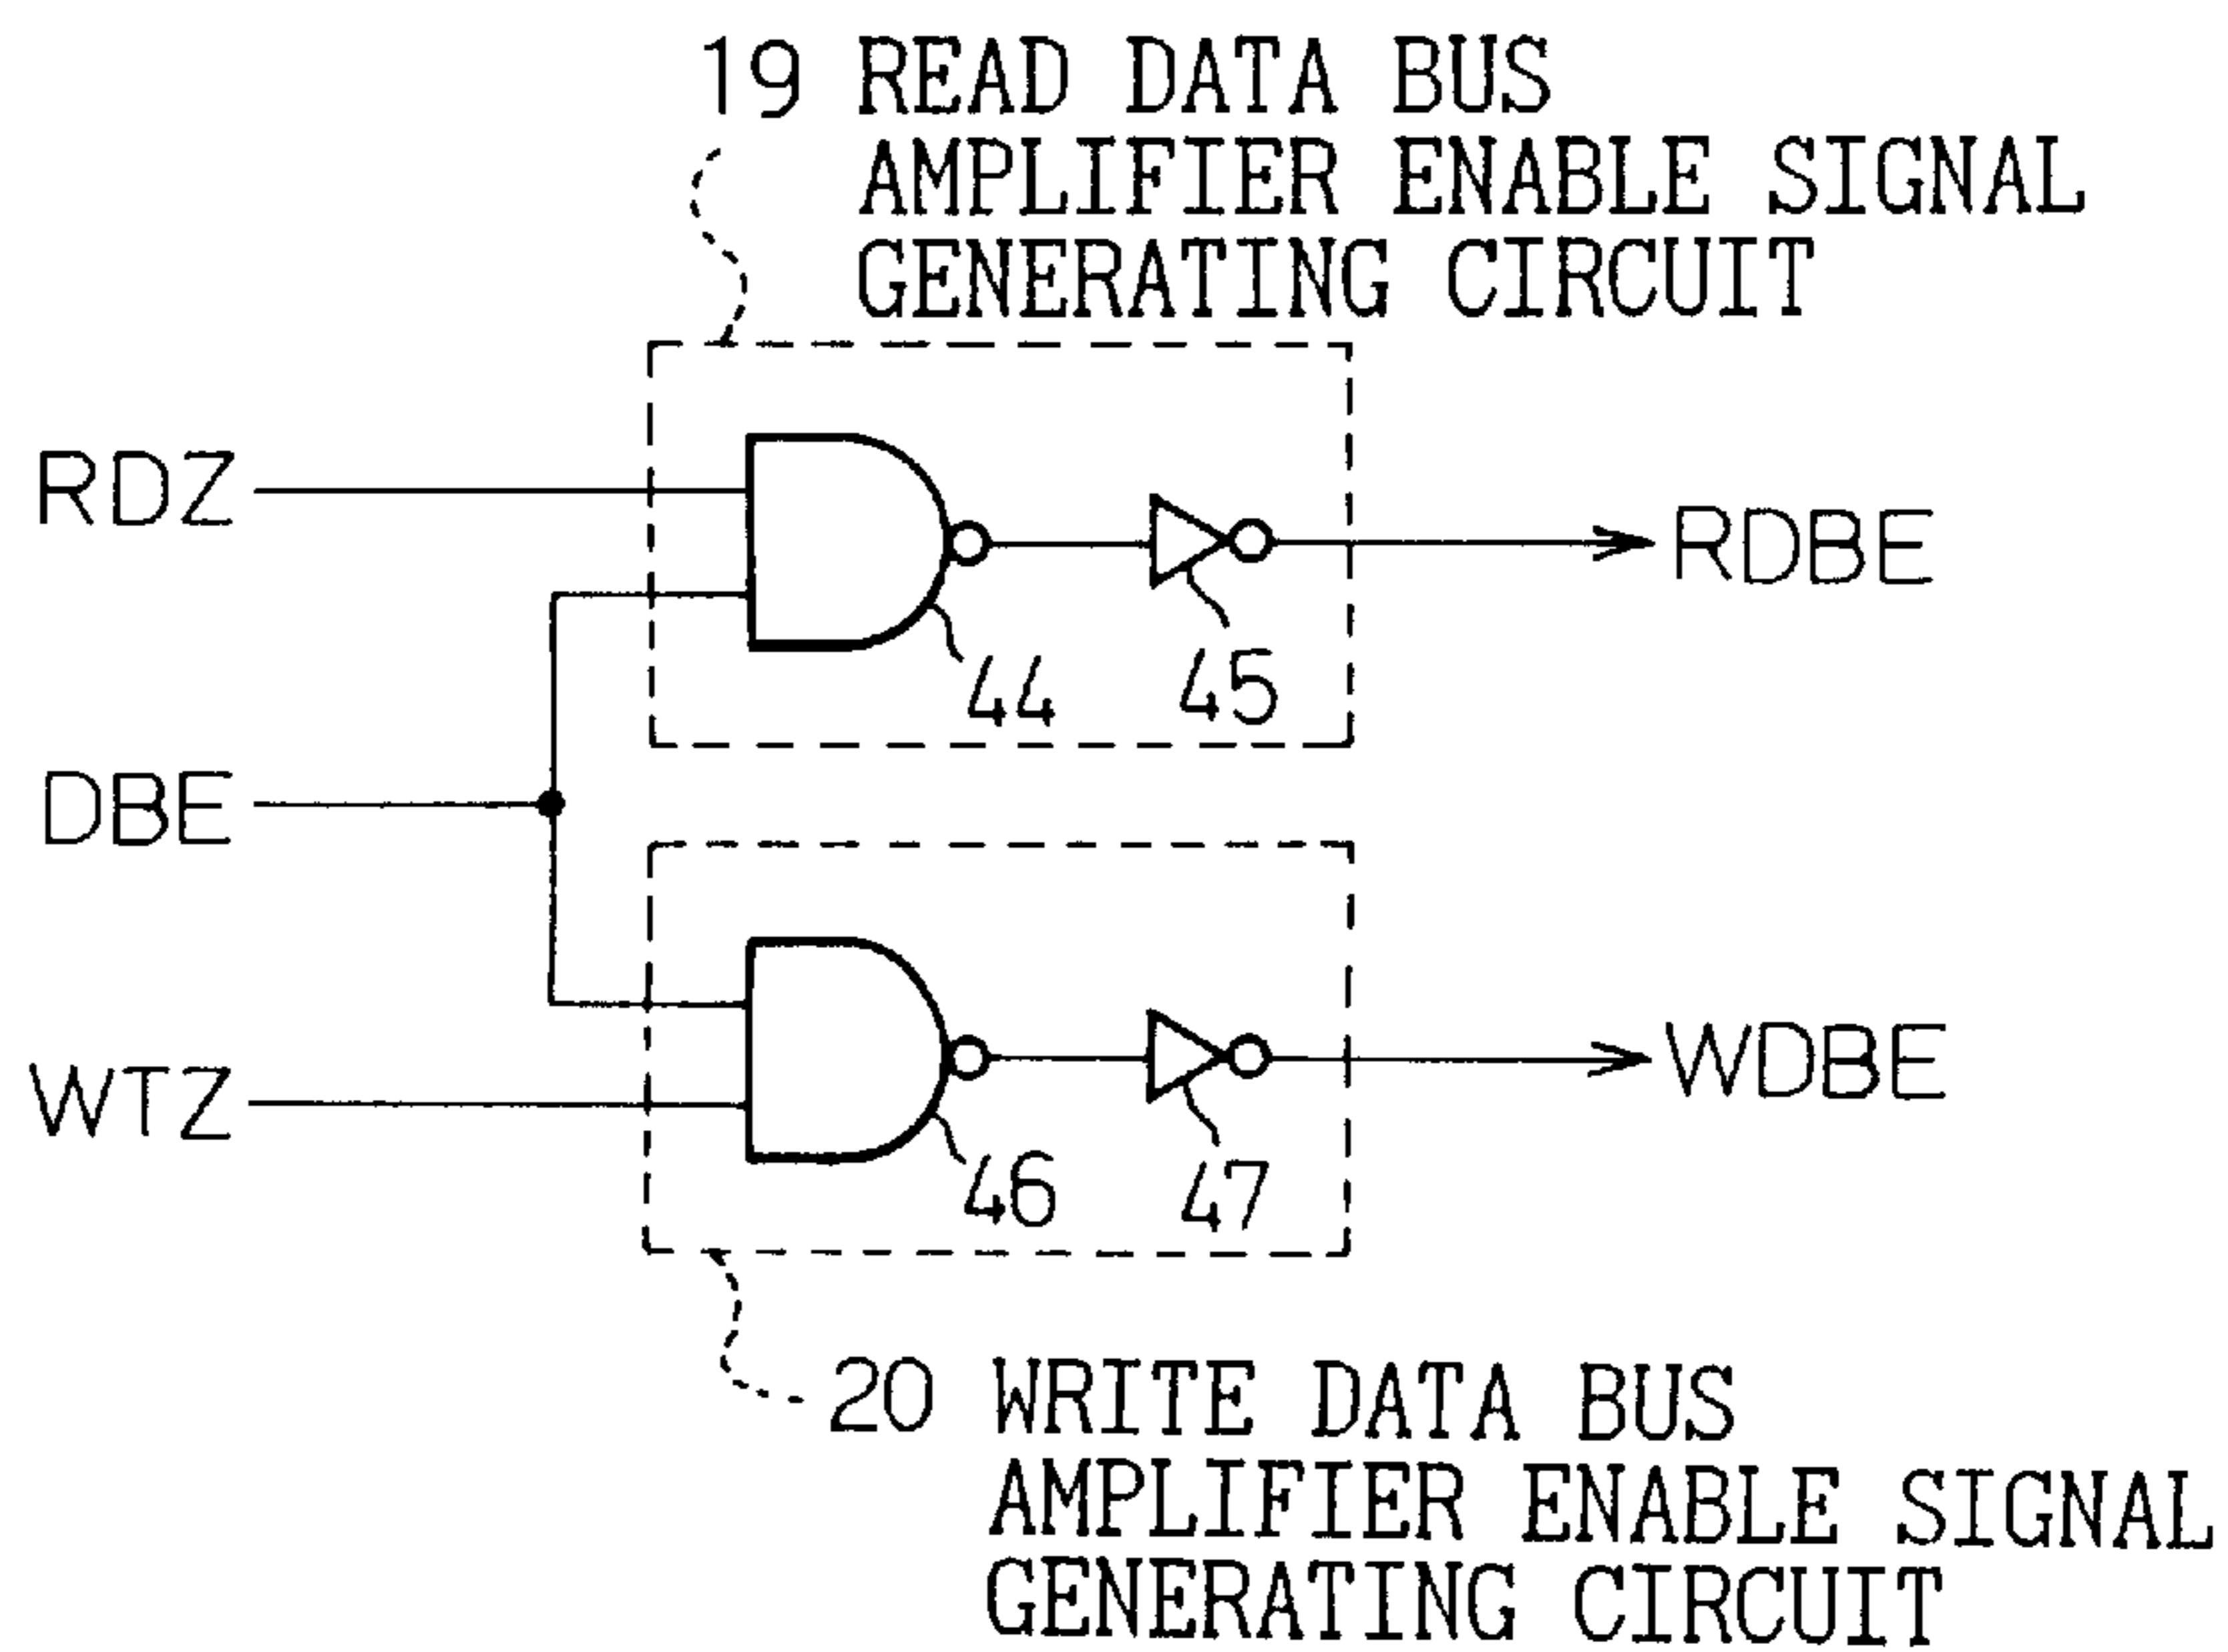 19 READ DATA BUS
AMPLIFIER ENABLE SIGNAL
GENERATING CIRCUIT
RDZ
RDBE
44
45
DBE
WTZ
WDBE
46
47
20 WRITE DATA BUS
AMPLIFIER ENABLE SIGNAL
GENERATING CIRCUIT